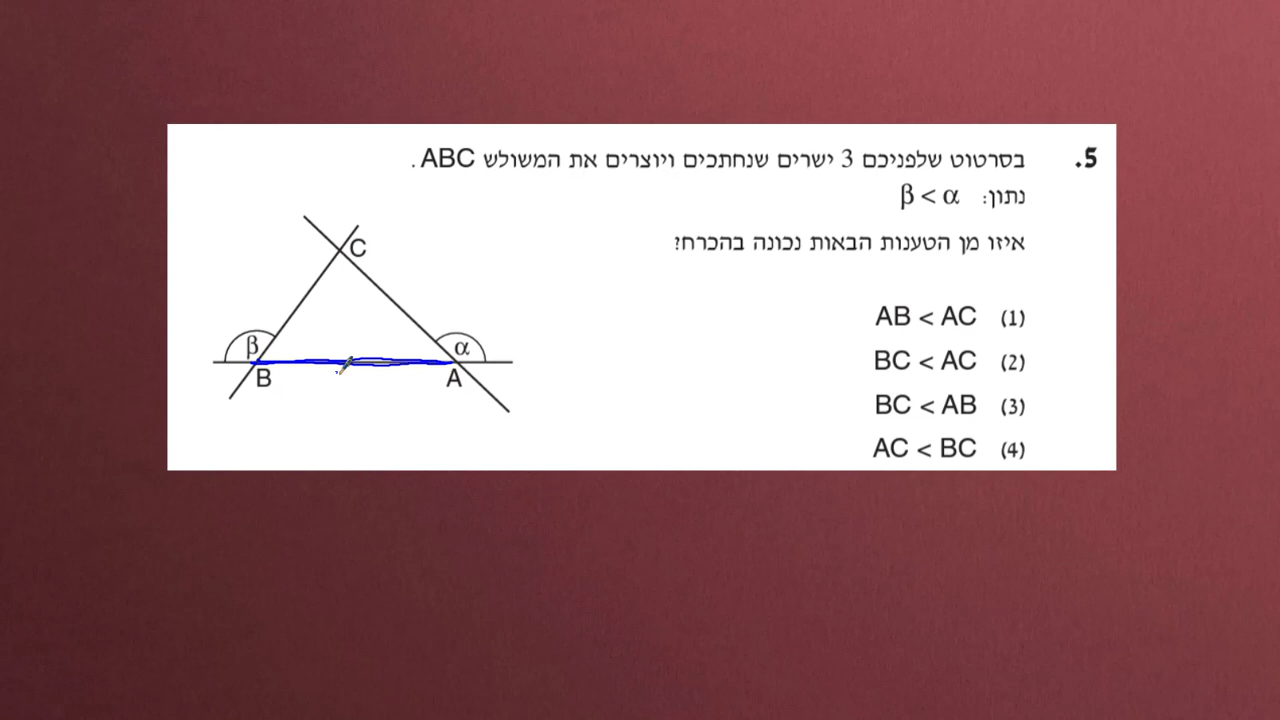 5. בסרטוט שלפניכם 3 ישרים שנחתכים ויוצרים את המשולש ABC.
נתון: β < α
איזו מן הטענות הבאות נכונה בהכרח?
(1) AB < AC
(2) BC < AC
(3) BC < AB
(4) AC < BC
C
β
α
B
A